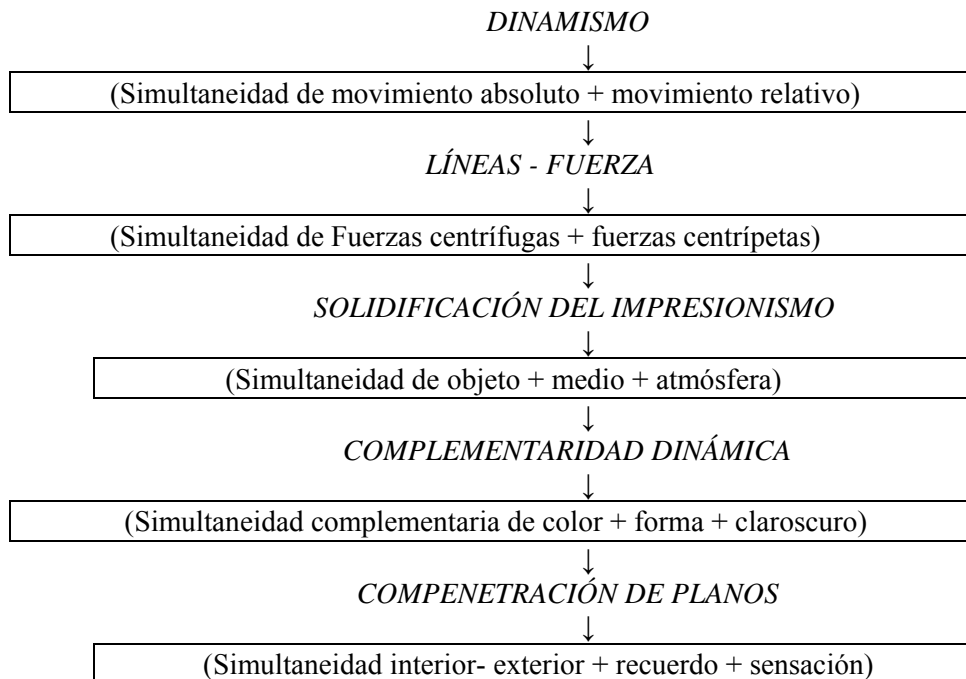 DINAMISMO
↓
(Simultaneidad de movimiento absoluto + movimiento relativo)
↓
LÍNEAS - FUERZA
↓
(Simultaneidad de Fuerzas centrífugas + fuerzas centrípetas)
↓
SOLIDIFICACIÓN DEL IMPRESIONISMO
↓
(Simultaneidad de objeto + medio + atmósfera)
↓
COMPLEMENTARIDAD DINÁMICA
↓
(Simultaneidad complementaria de color + forma + claroscuro)
↓
COMPENETRACIÓN DE PLANOS
↓
(Simultaneidad interior- exterior + recuerdo + sensación)